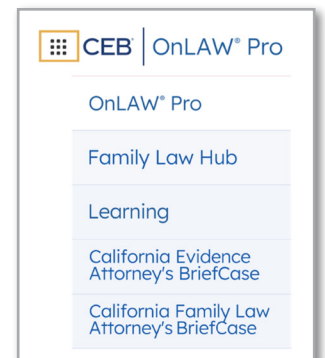 CEB® | OnLAW® Pro
OnLAW® Pro
Family Law Hub
Learning
California Evidence
Attorney's BriefCase
California Family Law
Attorney's BriefCase